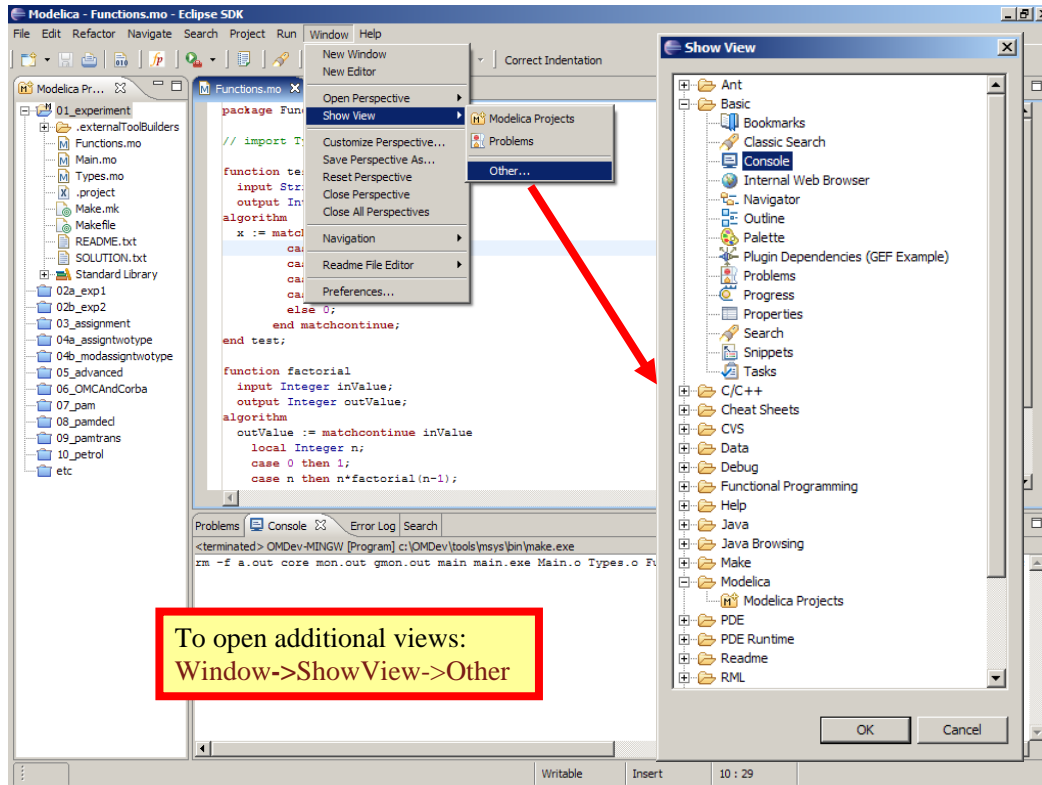 Modelica - Functions.mo - Eclipse SDK
File Edit Refactor Navigate Search Project Run Window Help
Correct Indentation
Modelica Pr...
01_experiment
.externalToolBuilders
Functions.mo
Main.mo
Types.mo
.project
Make.mk
Makefile
README.txt
SOLUTION.txt
Standard Library
02a_exp1
02b_exp2
03_assignment
04a_assigntwotype
04b_modassigntwotype
05_advanced
06_OMCAndCorba
07_pam
08_pamdecl
09_pamtrans
10_petrol
etc
Functions.mo
package Fun
// import T
function te
input Stri
output In
algorithm
x := matc
ca
ca
ca
ca
else 0;
end matchcontinue;
end test;
function factorial
input Integer inValue;
output Integer outValue;
algorithm
outValue := matchcontinue inValue
local Integer n;
case 0 then 1;
case n then n*factorial(n-1);
New Window
New Editor
Open Perspective
Show View
Customize Perspective...
Save Perspective As...
Reset Perspective
Close Perspective
Close All Perspectives
Navigation
Readme File Editor
Preferences...
Modelica Projects
Problems
Other...
Problems Console Error Log Search
<terminated> OMDev-MINGW [Program] c:\OMDev\tools\msys\bin\make.exe
rm -f a.out core mon.out gmon.out main main.exe Main.o Types.o Fu
To open additional views:
Window->ShowView->Other
Show View
Ant
Basic
Bookmarks
Classic Search
Console
Internal Web Browser
Navigator
Outline
Palette
Plugin Dependencies (GEF Example)
Problems
Progress
Properties
Search
Snippets
Tasks
C/C++
Cheat Sheets
CVS
Data
Debug
Functional Programming
Help
Java
Java Browsing
Make
Modelica
Modelica Projects
PDE
PDE Runtime
Readme
RML
OK Cancel
Writable Insert 10 : 29